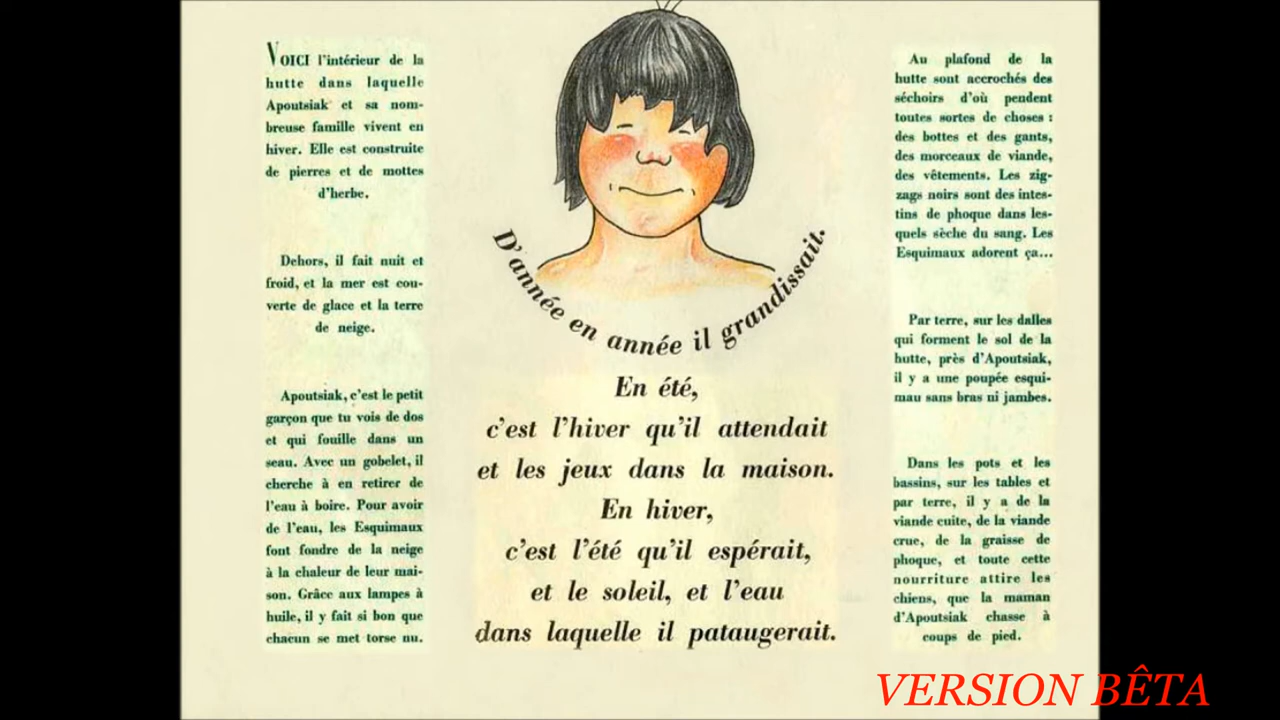 VOICI l'intérieur de la
hutte dans laquelle
Apoutsiak et sa nom-
breuse famille vivent en
hiver. Elle est construite
de pierres et de mottes
d'herbe.
Dehors, il fait nuit et
froid, et la mer est cou-
verte de glace et la terre
de neige.
Apoutsiak, c'est le petit
garçon que tu vois de dos
et qui fouille dans un
seau. Avec un gobelet, il
cherche à en retirer de
l'eau à boire. Pour avoir
de l'eau, les Esquimaux
font fondre de la neige
à la chaleur de leur mai-
son. Grâce aux lampes à
huile, il y fait si bon que
chacun se met torse nu.
D'année en année il grandissait.
En été,
c'est l'hiver qu'il attendait
et les jeux dans la maison.
En hiver,
c'est l'été qu'il espérait,
et le soleil, et l'eau
dans laquelle il pataugerait.
Au plafond de la
hutte sont accrochés des
séchoirs d'où pendent
toutes sortes de choses :
des bottes et des gants,
des morceaux de viande,
des vêtements. Les zig-
zags noirs sont des intes-
tins de phoque dans les-
quels sèche du sang. Les
Esquimaux adorent ça...
Par terre, sur les dalles
qui forment le sol de la
hutte, près d'Apoutsiak,
il y a une poupée esqui-
mau sans bras ni jambes.
Dans les pots et les
bassins, sur les tables et
par terre, il y a de la
viande cuite, de la viande
crue, de la graisse de
phoque, et toute cette
nourriture attire les
chiens, que la maman
d'Apoutsiak chasse à
coups de pied.
VERSION BÊTA